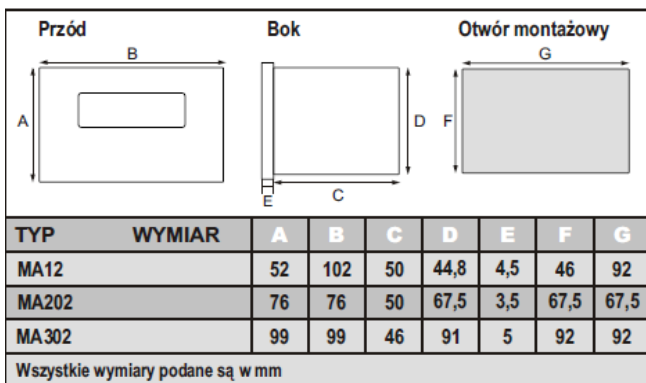 Przód Bok Otwór montażowy
B G
A D F
E C
TYP WYMIAR A B C D E F G
MA12 52 102 50 44,8 4,5 46 92
MA202 76 76 50 67,5 3,5 67,5 67,5
MA302 99 99 46 91 5 92 92
Wszystkie wymiary podane są w mm